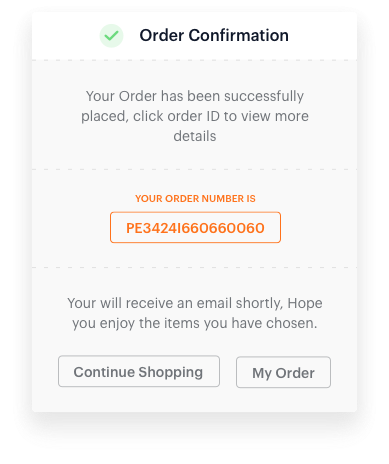 Order Confirmation
Your Order has been successfully
placed, click order ID to view more
details
YOUR ORDER NUMBER IS
PE3424I660660060
Your will receive an email shortly, Hope
you enjoy the items you have chosen.
Continue Shopping
My Order